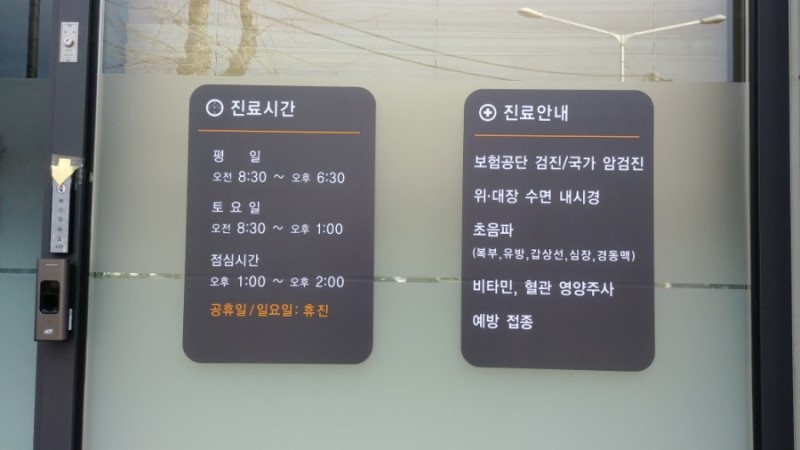 진료시간
평 일
오전 8:30 ~ 오후 6:30
토요일
오전 8:30 ~ 오후 1:00
점심시간
오후 1:00 ~ 오후 2:00
공휴일/일요일: 휴진
진료안내
보험공단 검진/국가 암검진
위·대장 수면 내시경
초음파
(복부,유방,갑상선,심장,경동맥)
비타민, 혈관 영양주사
예방 접종